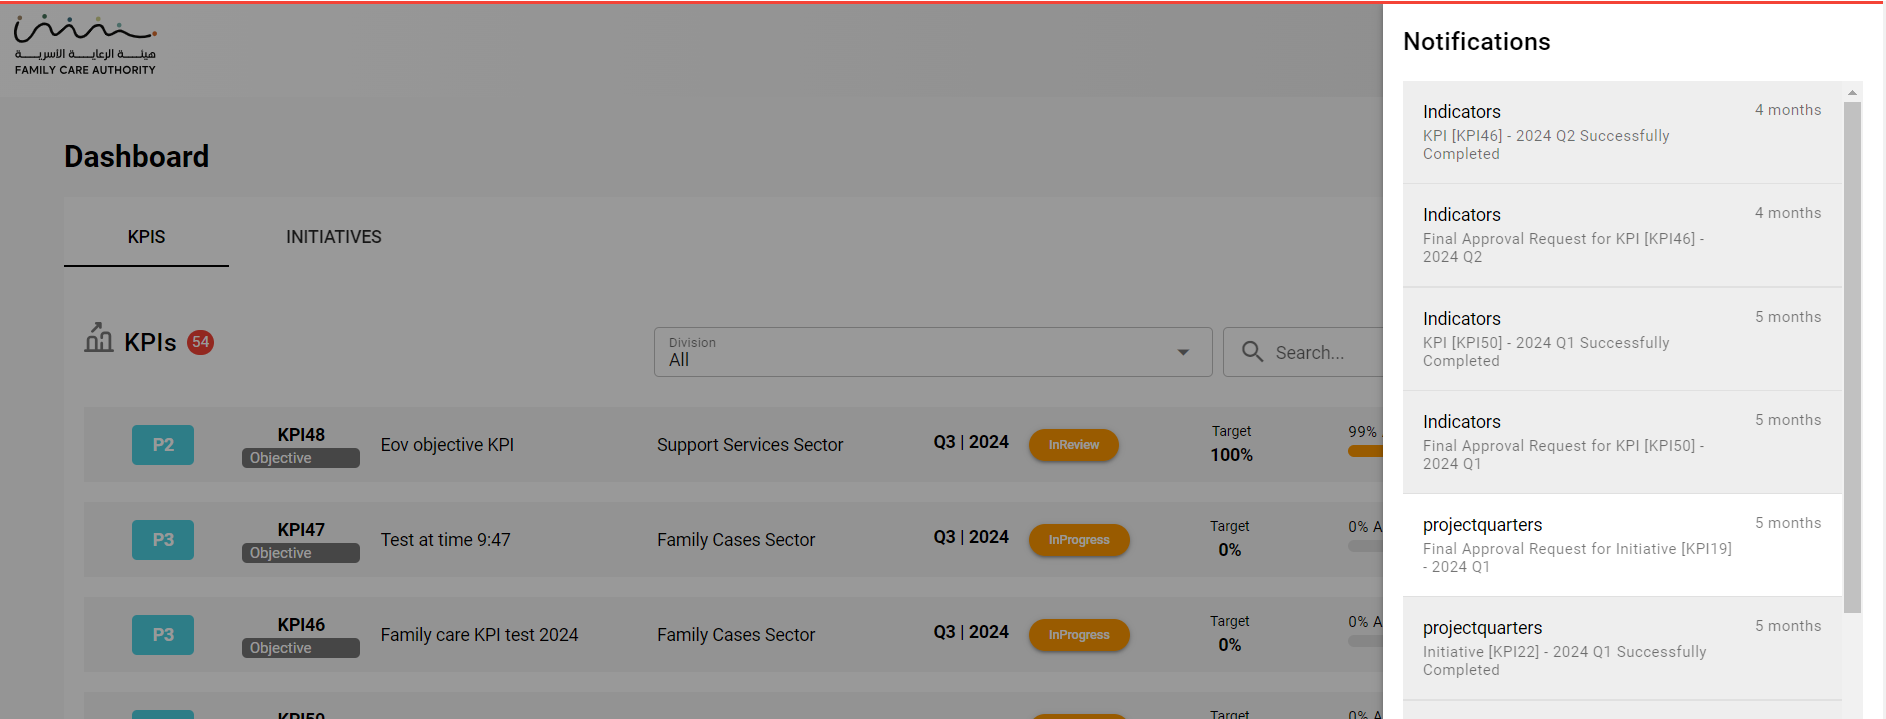 هيئة الرعاية الأسرية
FAMILY CARE AUTHORITY
Dashboard
KPIS
INITIATIVES
KPIs 54
Division
All
Search...
P2
KPI48
Objective
Eov objective KPI
Support Services Sector
Q3 | 2024
InReview
Target
100%
99%
P3
KPI47
Objective
Test at time 9:47
Family Cases Sector
Q3 | 2024
InProgress
Target
0%
0% A
P3
KPI46
Objective
Family care KPI test 2024
Family Cases Sector
Q3 | 2024
InProgress
Target
0%
0% A
KPI50
Target
0% A
Notifications
Indicators
4 months
KPI [KPI46] - 2024 Q2 Successfully
Completed
Indicators
4 months
Final Approval Request for KPI [KPI46] -
2024 Q2
Indicators
5 months
KPI [KPI50] - 2024 Q1 Successfully
Completed
Indicators
5 months
Final Approval Request for KPI [KPI50] -
2024 Q1
projectquarters
5 months
Final Approval Request for Initiative [KPI19]
- 2024 Q1
projectquarters
5 months
Initiative [KPI22] - 2024 Q1 Successfully
Completed